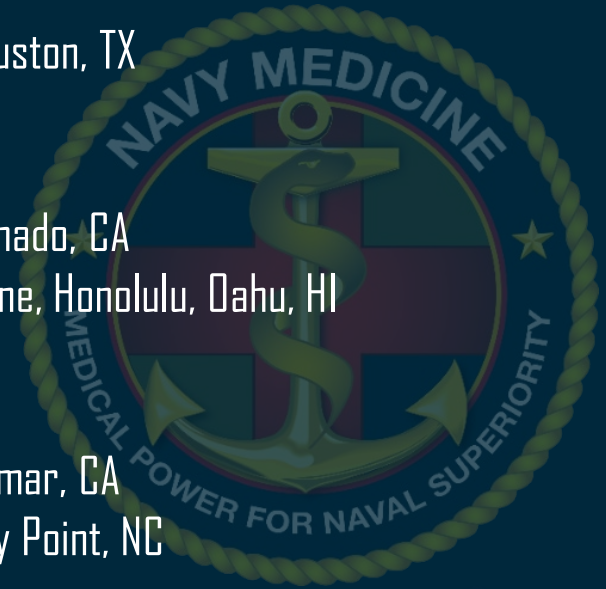 uston, TX
nado, CA
ne, Honolulu, Oahu, HI
mar, CA
y Point, NC
NAVY MEDICINE
MEDICAL POWER FOR NAVAL SUPERIORITY